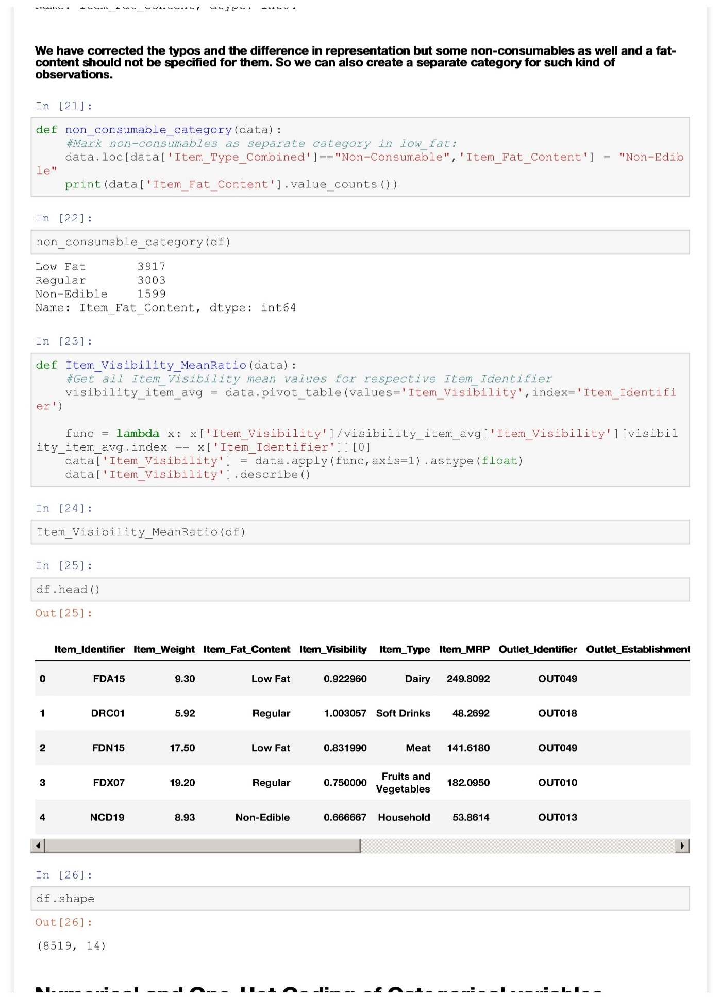 We have corrected the typos and the difference in representation but some non-consumables as well and a fat-
content should not be specified for them. So we can also create a separate category for such kind of
observations.
In [21]:
def non_consumable_category(data):
    #Mark non-consumables as separate category in low_fat:
    data.loc[data['Item_Type_Combined']=="Non-Consumable",'Item_Fat_Content'] = "Non-Edib
le"
    print(data['Item_Fat_Content'].value_counts())
In [22]:
non_consumable_category(df)
Low Fat       3917
Regular       3003
Non-Edible    1599
Name: Item_Fat_Content, dtype: int64
In [23]:
def Item_Visibility_MeanRatio(data):
    #Get all Item_Visibility mean values for respective Item_Identifier
    visibility_item_avg = data.pivot_table(values='Item_Visibility',index='Item_Identifi
er')
    func = lambda x: x['Item_Visibility']/visibility_item_avg['Item_Visibility'][visibil
ity_item_avg.index == x['Item_Identifier']][0]
    data['Item_Visibility'] = data.apply(func,axis=1).astype(float)
    data['Item_Visibility'].describe()
In [24]:
Item_Visibility_MeanRatio(df)
In [25]:
df.head()
Out[25]:
Item_Identifier Item_Weight Item_Fat_Content Item_Visibility Item_Type Item_MRP Outlet_Identifier Outlet_Establishment
0 FDA15 9.30 Low Fat 0.922960 Dairy 249.8092 OUT049
1 DRC01 5.92 Regular 1.003057 Soft Drinks 48.2692 OUT018
2 FDN15 17.50 Low Fat 0.831990 Meat 141.6180 OUT049
3 FDX07 19.20 Regular 0.750000 Fruits and Vegetables 182.0950 OUT010
4 NCD19 8.93 Non-Edible 0.666667 Household 53.8614 OUT013
In [26]:
df.shape
Out[26]:
(8519, 14)
Numerical and One-Hot Coding of Categorical variables